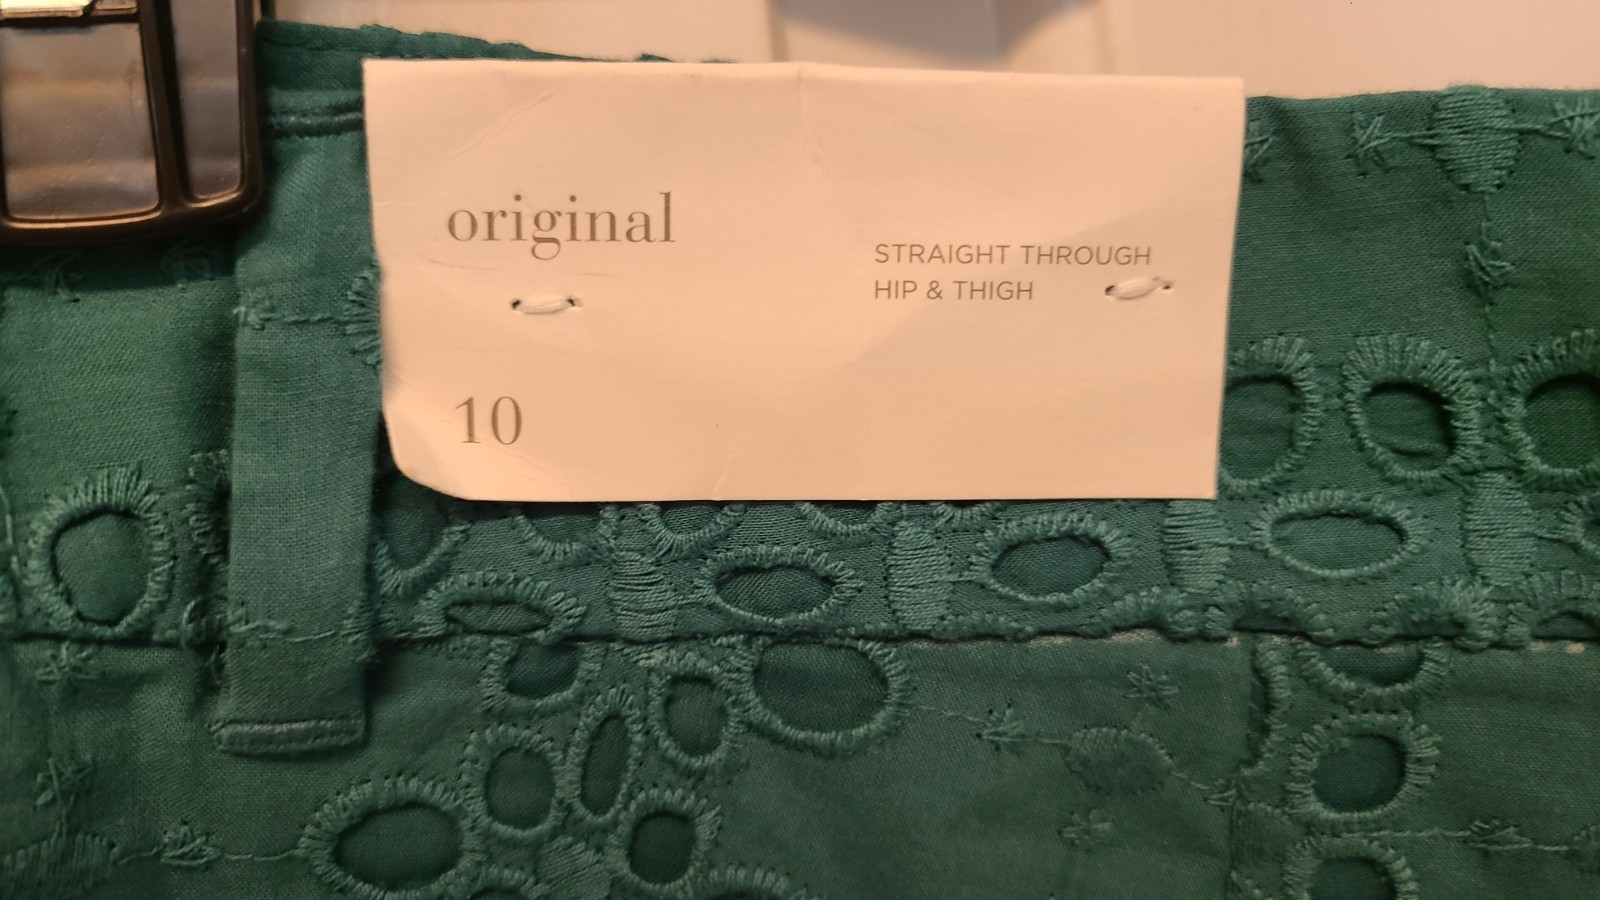 original
STRAIGHT THROUGH
HIP & THIGH
10